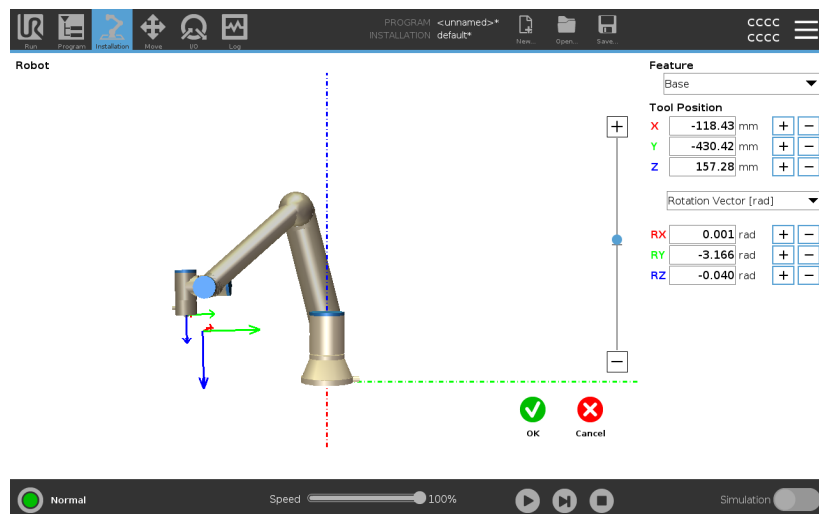 PROGRAM <unnamed>*
INSTALLATION default*
CCCC
CCCC
Run Program Installation Move I/O Log
New... Open... Save...
Robot
Feature
Base
Tool Position
X -118.43 mm + −
Y -430.42 mm + −
Z 157.28 mm + −
Rotation Vector [rad]
RX 0.001 rad + −
RY -3.166 rad + −
RZ -0.040 rad + −
+
−
OK Cancel
Normal
Speed 100%
Simulation